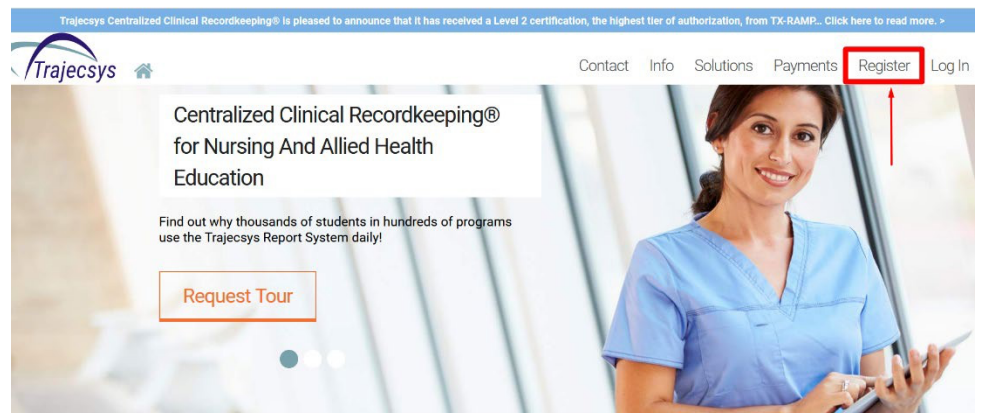 Trajecsys Centralized Clinical Recordkeeping® is pleased to announce that it has received a Level 2 certification, the highest tier of authorization, from TX-RAMP... Click here to read more. >
Trajecsys
Contact Info Solutions Payments Register Log In
Centralized Clinical Recordkeeping®
for Nursing And Allied Health
Education
Find out why thousands of students in hundreds of programs
use the Trajecsys Report System daily!
Request Tour